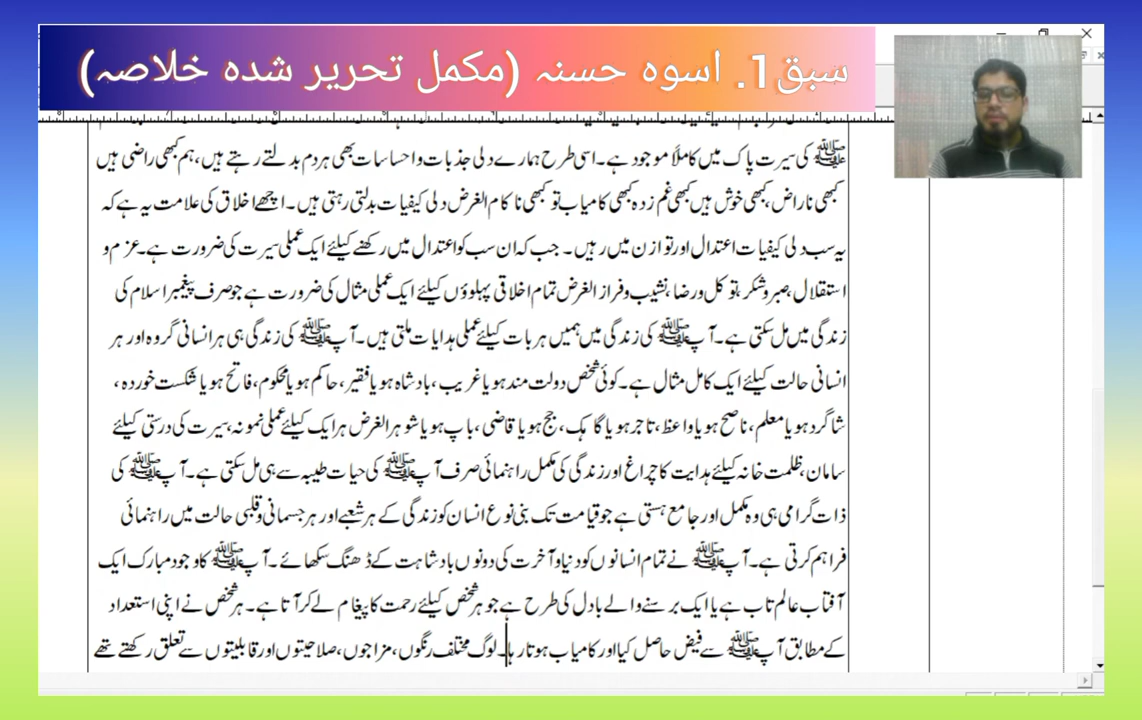 سبق1. اسوہ حسنہ (مکمل تحریر شدہ خلاصہ)
ﷺ کی سیرت پاک میں کاملاً موجود ہے۔اسی طرح ہمارے دلی جذبات و احساسات بھی ہردم بدلتے رہتے ہیں،ہم کبھی راضی ہیں
کبھی ناراض،کبھی خوش ہیں کبھی غم زدہ کبھی کامیاب تو کبھی ناکام الغرض دلی کیفیات بدلتی رہتی ہیں۔اچھے اخلاق کی علامت یہ ہے کہ
یہ سب دلی کیفیات اعتدال اور توازن میں رہیں۔ جب کہ ان سب کو اعتدال میں رکھنے کیلئے ایک عملی سیرت کی ضرورت ہے۔عزم و
استقلال،صبر و شکر،توکل و رضا،نشیب و فراز الغرض تمام اخلاقی پہلوؤں کیلئے ایک عملی مثال کی ضرورت ہے جو صرف پیغمبر اسلام کی
زندگی میں مل سکتی ہے۔آپ ﷺ کی زندگی میں ہمیں ہر بات کیلئے عملی ہدایات ملتی ہیں۔آپ ﷺ کی زندگی ہی ہر انسانی گروہ اور ہر
انسانی حالت کیلئے ایک کامل مثال ہے۔کوئی شخص دولت مند ہو یا غریب،بادشاہ ہو یا فقیر،حاکم ہو یا محکوم،فاتح ہو یا شکست خوردہ،
شاگرد ہو یا معلم،ناصح ہو یا واعظ،تاجر ہو یا گاہک،جج ہو یا قاضی،باپ ہو یا شوہر الغرض ہر ایک کیلئے عملی نمونہ،سیرت کی درستی کیلئے
سامان،ظلمت خانہ کیلئے ہدایت کا چراغ اور زندگی کی مکمل راہنمائی صرف آپ ﷺ کی حیات طیبہ سے ہی مل سکتی ہے۔آپ ﷺ کی
ذات گرامی ہی وہ مکمل اور جامع ہستی ہے جو قیامت تک بنی نوع انسان کو زندگی کے ہر شعبے اور ہر جسمانی و قلبی حالت میں راہنمائی
فراہم کرتی ہے۔آپ ﷺ نے تمام انسانوں کو دنیا و آخرت کی دونوں بادشاہت کے ڈھنگ سکھائے۔آپ ﷺ کا وجود مبارک ایک
آفتاب عالم تاب ہے یا ایک برسنے والے بادل کی طرح ہے جو ہر شخص کیلئے رحمت کا پیغام لے کر آتا ہے۔ہر شخص نے اپنی استعداد
کے مطابق آپ ﷺ سے فیض حاصل کیا اور کامیاب ہوتا رہا۔لوگ مختلف رنگوں،مزاجوں،صلاحیتوں اور قابلیتوں سے تعلق رکھتے تھے